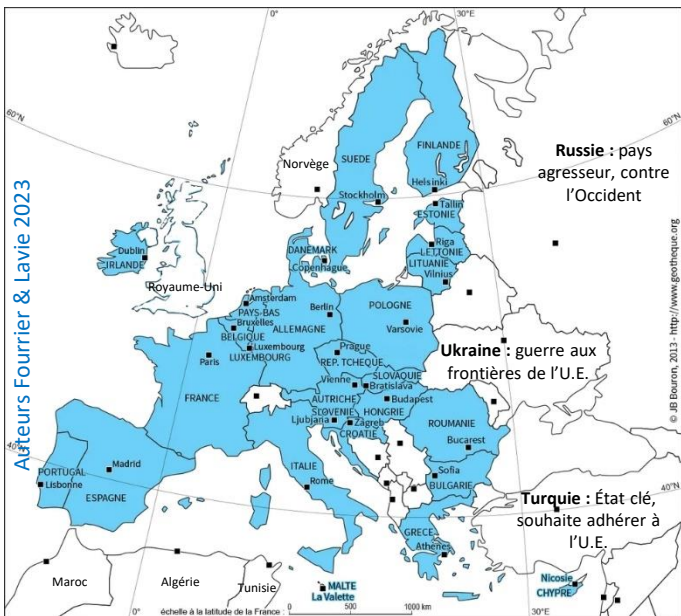 0°
30°E
60°N
60°N
Norvège
SUEDE
FINLANDE
Russie : pays
agresseur, contre
l'Occident
Helsinki
Stockholm
Tallin
ESTONIE
Auteurs Fourrier & Lavie 2023
Dublin
IRLANDE
Royaume-Uni
DANEMARK
Copenhague
Riga
LETTONIE
LITUANIE
Vilnius
Amsterdam
PAYS-BAS
Bruxelles
BELGIQUE
Luxembourg
LUXEMBOURG
Berlin
ALLEMAGNE
POLOGNE
Varsovie
Paris
FRANCE
Prague
REP. TCHEQUE
Ukraine : guerre aux
frontières de l'U.E.
SLOVAQUIE
Vienne
Bratislava
AUTRICHE
Budapest
SLOVENIE
HONGRIE
Ljubjana
Zagreb
CROATIE
ROUMANIE
Bucarest
40°N
PORTUGAL
Lisbonne
Madrid
ESPAGNE
ITALIE
Rome
Sofia
BULGARIE
40°N
Turquie : État clé,
souhaite adhérer à
l'U.E.
GRECE
Athènes
Maroc
Algérie
Tunisie
MALTE
La Valette
Nicosie
CHYPRE
0°
échelle à la latitude de la France :
0
500
1000 km
30°E
© JB Bouron, 2013 - http://www.geotheque.org